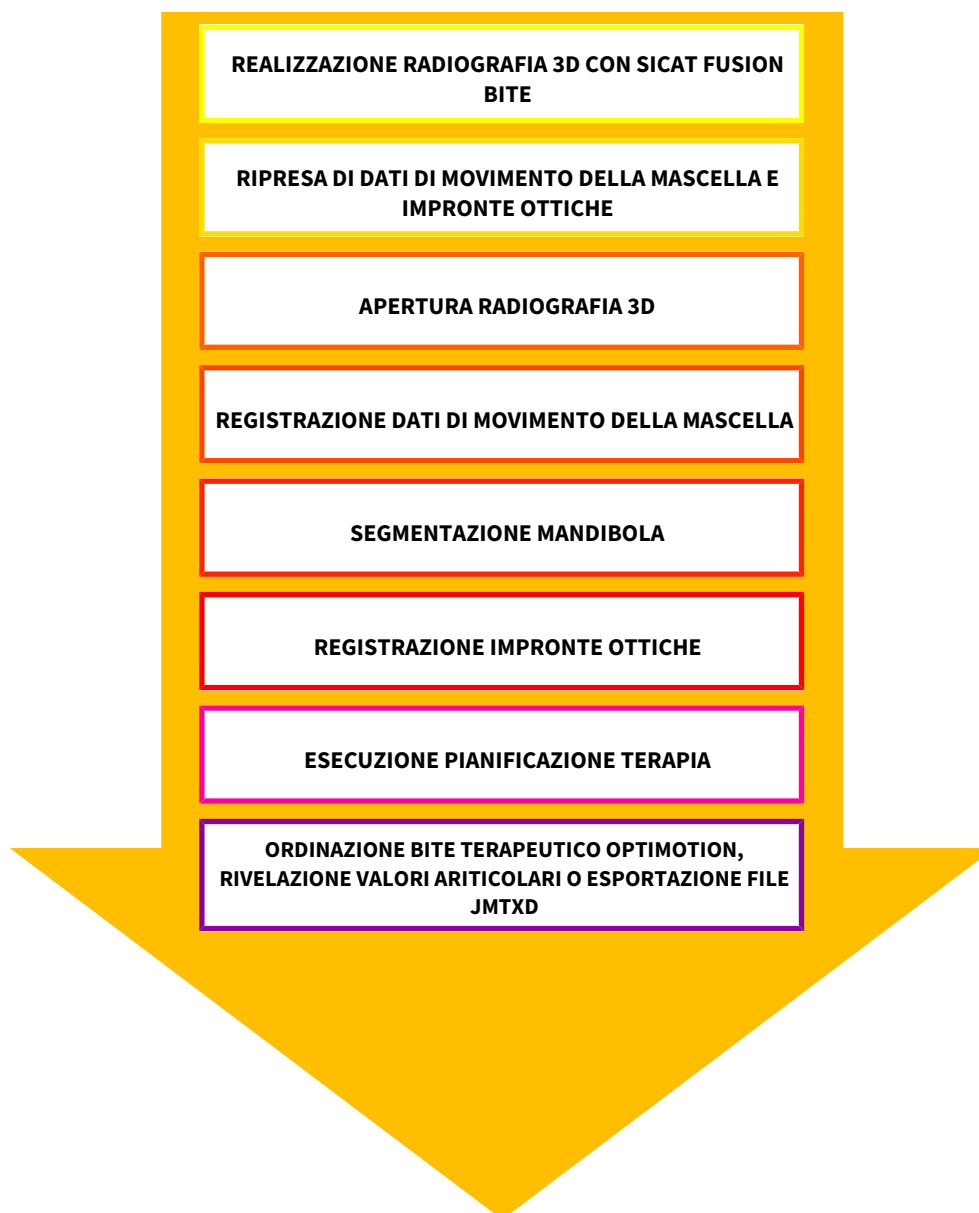 REALIZZAZIONE RADIOGRAFIA 3D CON SICAT FUSION
BITE
RIPRESA DI DATI DI MOVIMENTO DELLA MASCELLA E
IMPRONTE OTTICHE
APERTURA RADIOGRAFIA 3D
REGISTRAZIONE DATI DI MOVIMENTO DELLA MASCELLA
SEGMENTAZIONE MANDIBOLA
REGISTRAZIONE IMPRONTE OTTICHE
ESECUZIONE PIANIFICAZIONE TERAPIA
ORDINAZIONE BITE TERAPEUTICO OPTIMOTION,
RIVELAZIONE VALORI ARITICOLARI O ESPORTAZIONE FILE
JMTXD